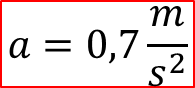 a = 0,7 m/s²